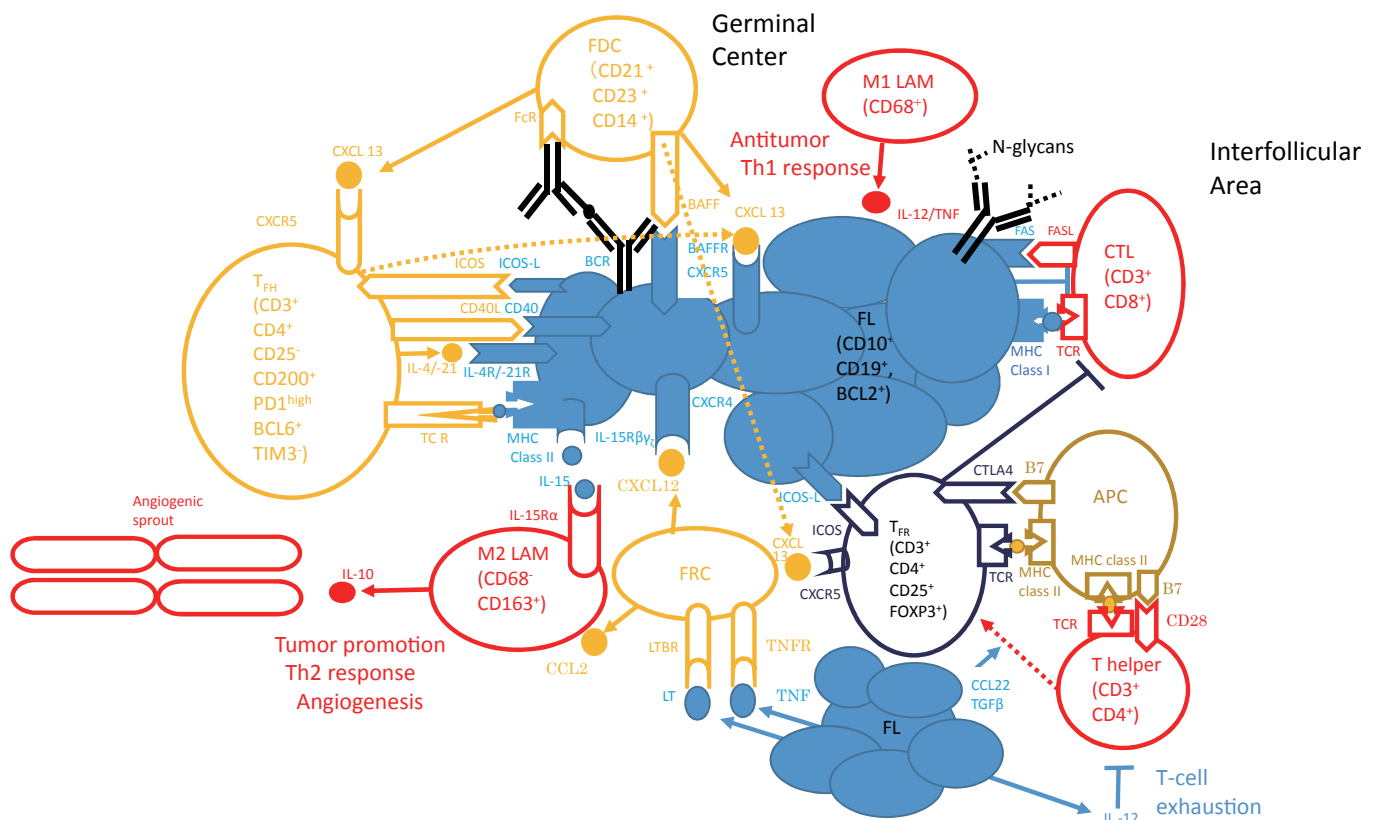 Germinal
Center
FDC
(CD21+
CD23+
CD14+)
FcR
M1 LAM
(CD68+)
Antitumor
Th1 response
N-glycans
Interfollicular
Area
CXCL 13
CXCR5
BAFF
CXCL 13
IL-12/TNF
FAS
FASL
CTL
(CD3+
CD8+)
ICOS
ICOS-L
BCR
BAFFR
CXCR5
TFH
(CD3+
CD4+
CD25-
CD200+
PD1high
BCL6+
TIM3-)
CD40L
CD40
IL-4/-21
IL-4R/-21R
TC R
MHC
Class II
FL
(CD10+
CD19+,
BCL2+)
MHC
Class I
TCR
CXCR4
IL-15Rβγζ
IL-15
CXCL12
ICOS-L
CTLA4
B7
APC
Angiogenic
sprout
IL-15Rα
M2 LAM
(CD68-
CD163+)
IL-10
FRC
CXCL
13
ICOS
CXCR5
TFR
(CD3+
CD4+
CD25+
FOXP3+)
TCR
MHC
class II
MHC class II
B7
TCR
CD28
Tumor promotion
Th2 response
Angiogenesis
CCL2
LTBR
TNFR
LT
TNF
FL
CCL22
TGFβ
T helper
(CD3+
CD4+)
IL-12
T-cell
exhaustion